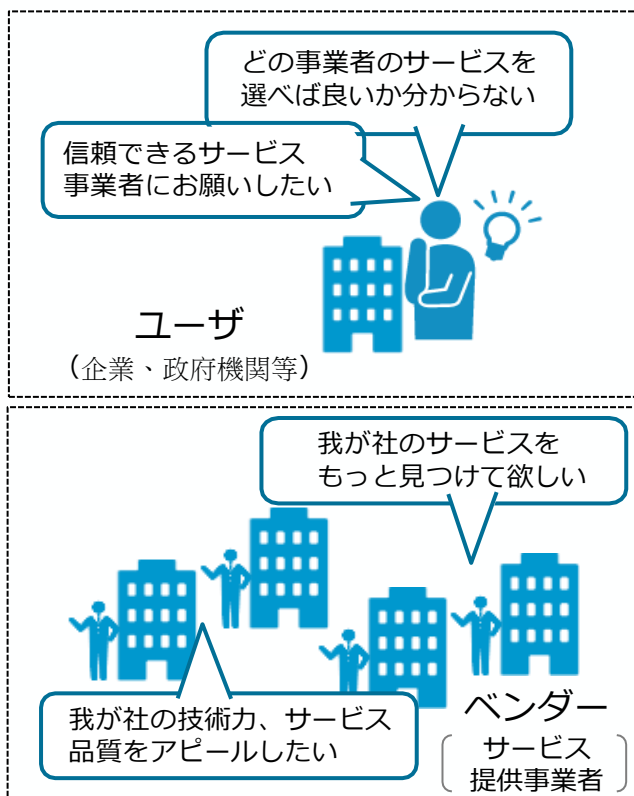 どの事業者のサービスを
選べば良いか分からない
信頼できるサービス
事業者にお願いしたい
ユーザ
(企業、政府機関等)
我が社のサービスを
もっと見つけて欲しい
我が社の技術力、サービス
品質をアピールしたい
ベンダー
サービス
提供事業者